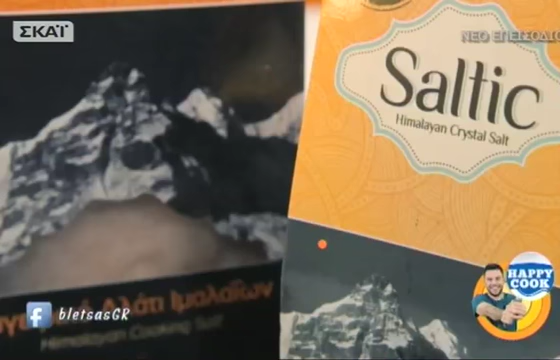 ΣΚΑΪ
ΝΕΟ ΕΠΕΙΣΟΔΙΟ
Saltic
Himalayan Crystal Salt
Αλάτι Ιμαλαΐων
Himalayan Cooking Salt
bletsasGR
HAPPY
COOK